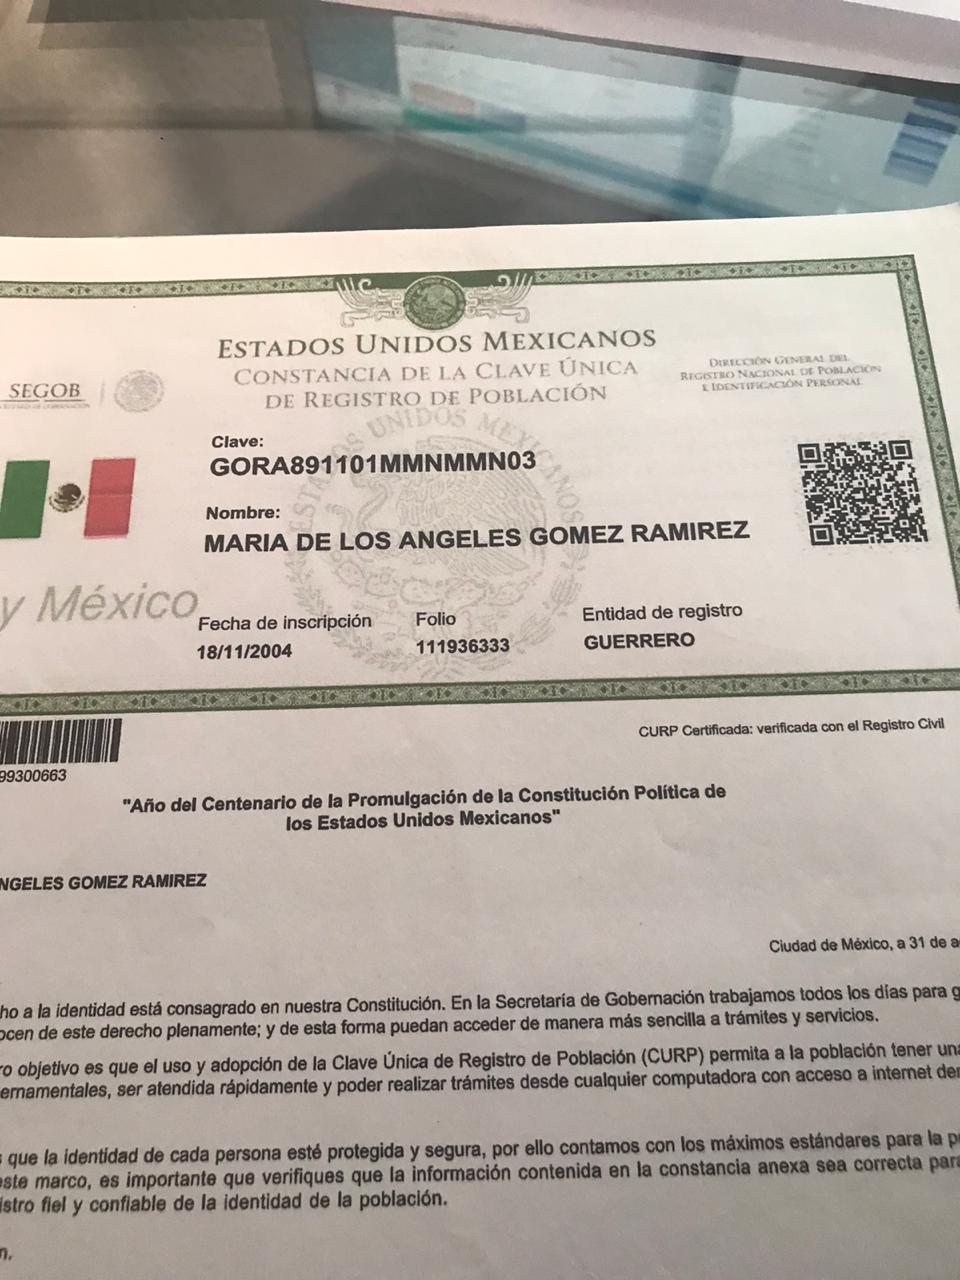 ESTADOS UNIDOS MEXICANOS
CONSTANCIA DE LA CLAVE ÚNICA
DE REGISTRO DE POBLACIÓN
DIRECCIÓN GENERAL DEL
REGISTRO NACIONAL DE POBLACIÓN
E IDENTIFICACIÓN PERSONAL
SEGOB
ESTADOS UNIDOS MEXICANOS
Clave:
GORA891101MMNMMN03
Nombre:
MARIA DE LOS ANGELES GOMEZ RAMIREZ
y México
Fecha de inscripción
18/11/2004
Folio
111936333
Entidad de registro
GUERRERO
99300663
CURP Certificada: verificada con el Registro Civil
"Año del Centenario de la Promulgación de la Constitución Política de
los Estados Unidos Mexicanos"
NGELES GOMEZ RAMIREZ
Ciudad de México, a 31 de a
ho a la identidad está consagrado en nuestra Constitución. En la Secretaría de Gobernación trabajamos todos los días para g
ocen de este derecho plenamente; y de esta forma puedan acceder de manera más sencilla a trámites y servicios.
ro objetivo es que el uso y adopción de la Clave Única de Registro de Población (CURP) permita a la población tener una
ernamentales, ser atendida rápidamente y poder realizar trámites desde cualquier computadora con acceso a internet den
s que la identidad de cada persona esté protegida y segura, por ello contamos con los máximos estándares para la p
este marco, es importante que verifiques que la información contenida en la constancia anexa sea correcta para
istro fiel y confiable de la identidad de la población.
n.